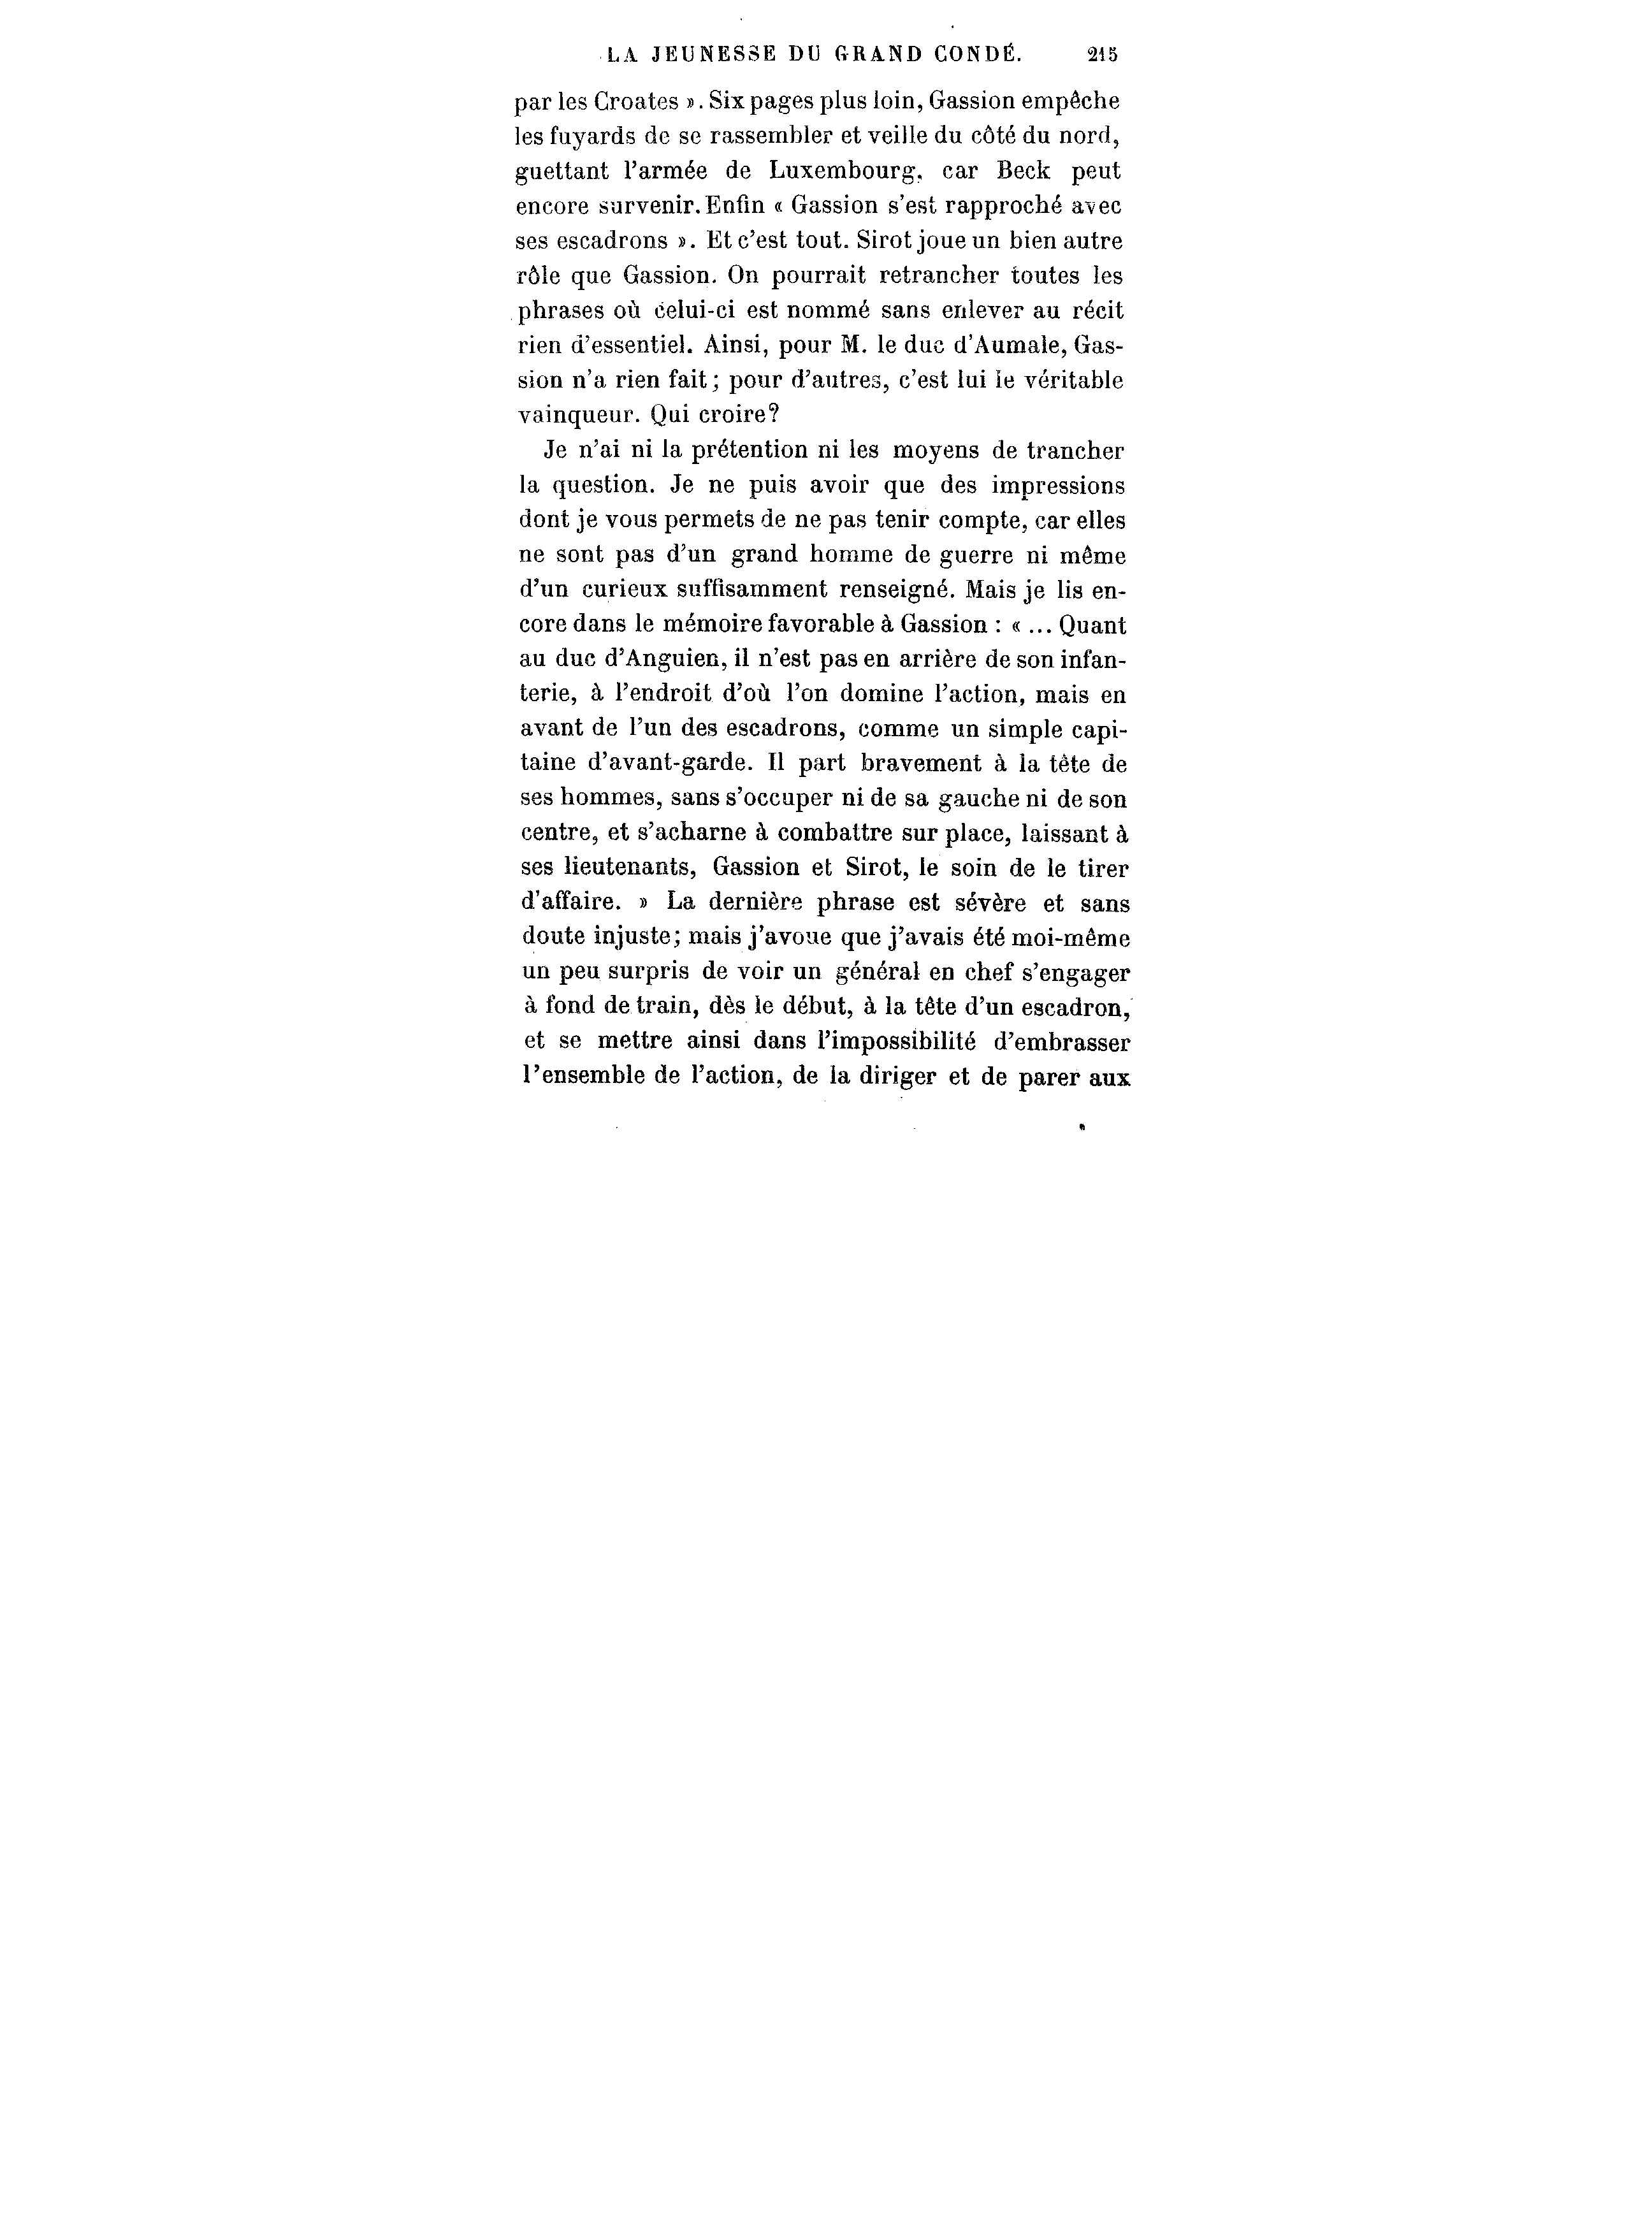 LA JEUNESSE DU GRAND CONDÉ. 215
par les Croates ». Six pages plus loin, Gassion empêche
les fuyards de se rassembler et veille du côté du nord,
guettant l'armée de Luxembourg, car Beck peut
encore survenir. Enfin « Gassion s'est rapproché avec
ses escadrons ». Et c'est tout. Sirot joue un bien autre
rôle que Gassion. On pourrait retrancher toutes les
phrases où celui-ci est nommé sans enlever au récit
rien d'essentiel. Ainsi, pour M. le duc d'Aumale, Gas-
sion n'a rien fait; pour d'autres, c'est lui le véritable
vainqueur. Qui croire?
Je n'ai ni la prétention ni les moyens de trancher
la question. Je ne puis avoir que des impressions
dont je vous permets de ne pas tenir compte, car elles
ne sont pas d'un grand homme de guerre ni même
d'un curieux suffisamment renseigné. Mais je lis en-
core dans le mémoire favorable à Gassion : « ... Quant
au duc d'Anguien, il n'est pas en arrière de son infan-
terie, à l'endroit d'où l'on domine l'action, mais en
avant de l'un des escadrons, comme un simple capi-
taine d'avant-garde. Il part bravement à la tête de
ses hommes, sans s'occuper ni de sa gauche ni de son
centre, et s'acharne à combattre sur place, laissant à
ses lieutenants, Gassion et Sirot, le soin de le tirer
d'affaire. » La dernière phrase est sévère et sans
doute injuste; mais j'avoue que j'avais été moi-même
un peu surpris de voir un général en chef s'engager
à fond de train, dès le début, à la tête d'un escadron,
et se mettre ainsi dans l'impossibilité d'embrasser
l'ensemble de l'action, de la diriger et de parer aux